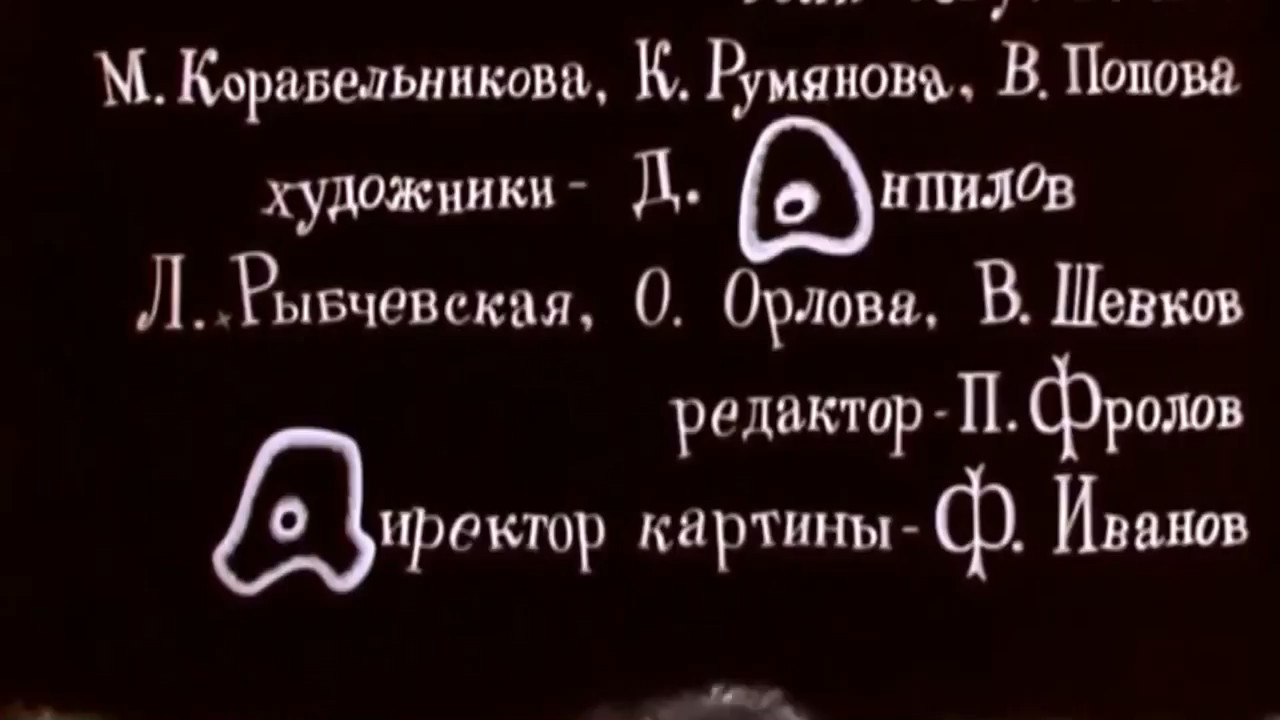 М. Корабельникова, К. Румянова, В. Попова
художники - Д. Анпилов
Л. Рыбчевская, О. Орлова, В. Шевков
редактор - П. Фролов
Директор картины - Ф. Иванов